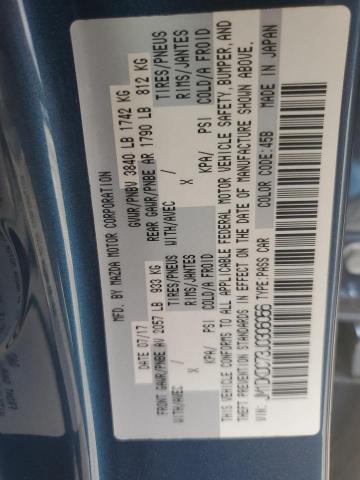 MFD. BY MAZDA MOTOR CORPORATION
DATE 07/17 GVWR/PNBV 3840 LB 1742 KG
FRONT GAWR/PNBE AV 2057 LB 933 KG REAR GAWR/PNBE AR 1790 LB 812 KG
WITH/AVEC / TIRES/PNEUS WITH/AVEC / TIRES/PNEUS
X RIMS/JANTES X RIMS/JANTES
KPA/ PSI COLD/A FROID KPA/ PSI COLD/A FROID
THIS VEHICLE CONFORMS TO ALL APPLICABLE FEDERAL MOTOR VEHICLE SAFETY, BUMPER, AND
THEFT PREVENTION STANDARDS IN EFFECT ON THE DATE OF MANUFACTURE SHOWN ABOVE.
VIN: JM1DKDC73J0306056 TYPE:PASS CAR COLOR CODE:45B MADE IN JAPAN